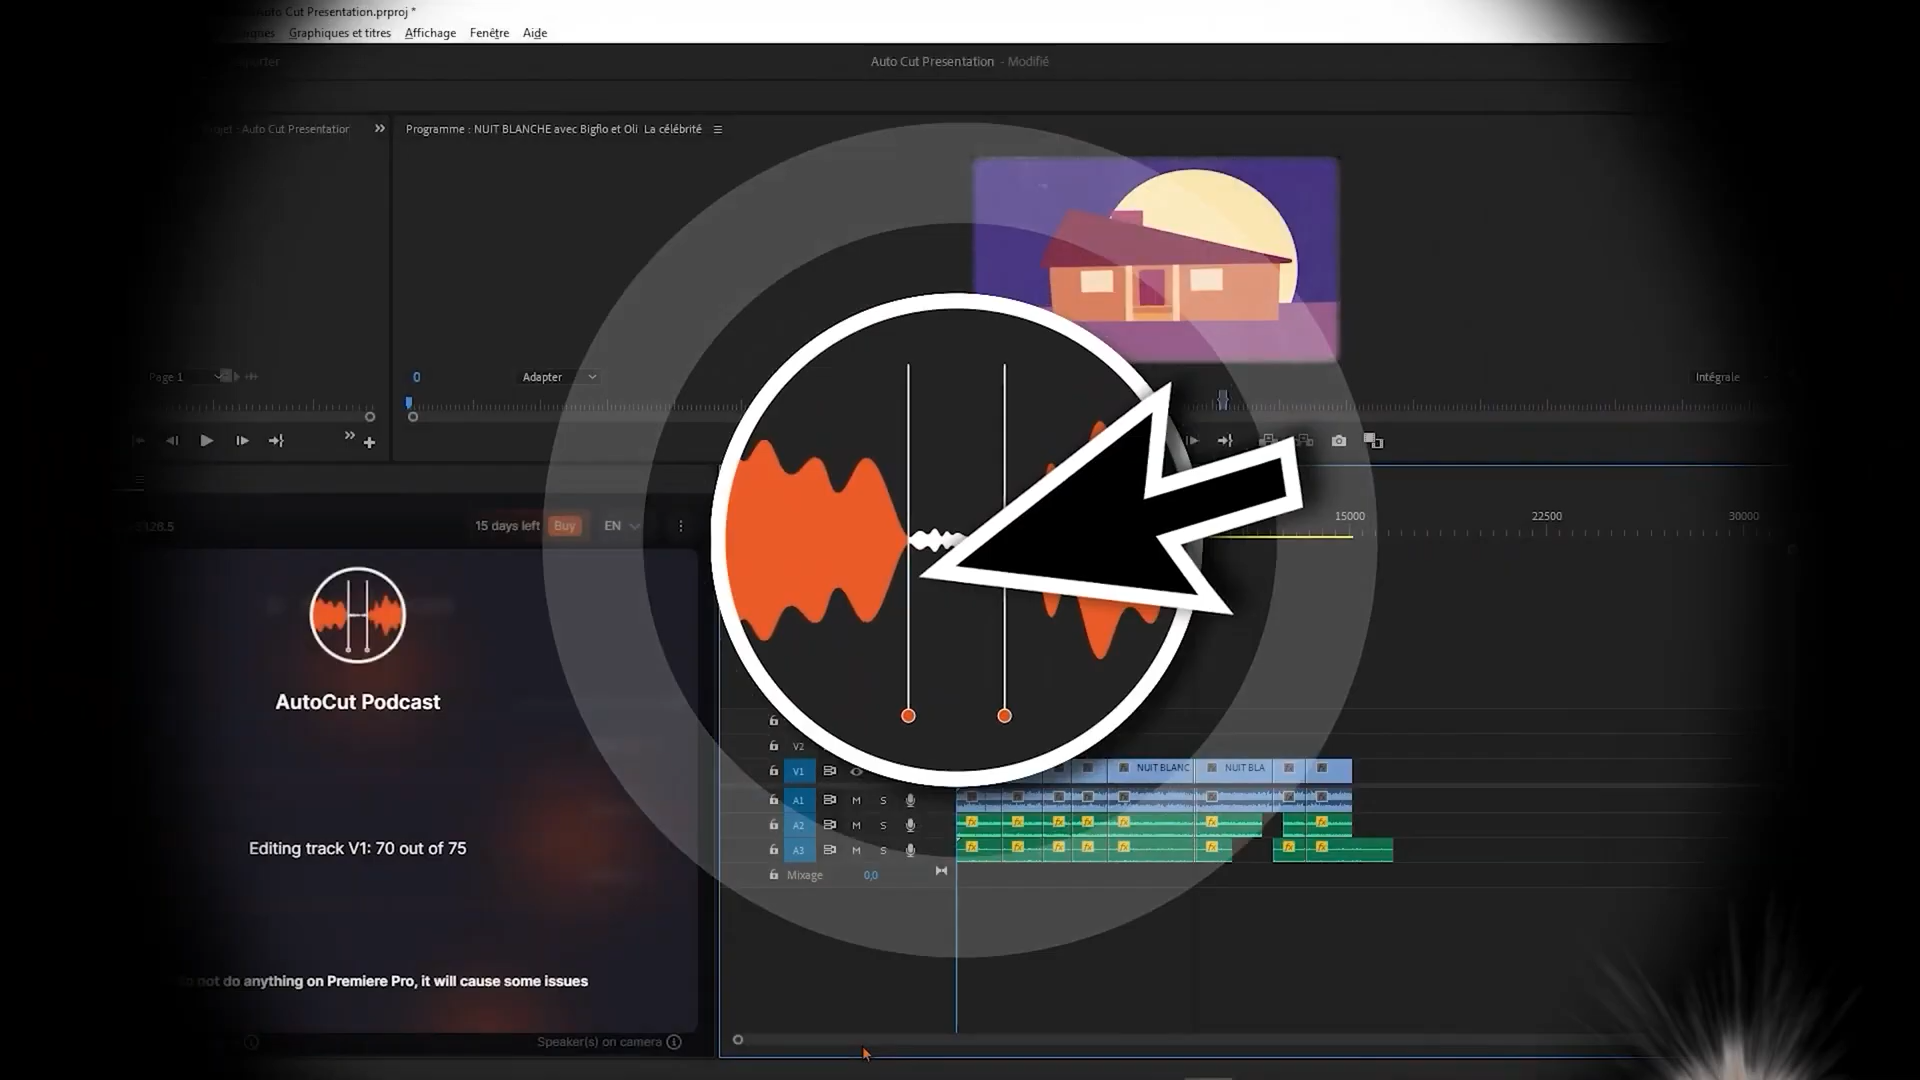 Auto Cut Presentation.prproj *
Graphiques et titres Affichage Fenêtre Aide
Auto Cut Presentation - Modifié
: Auto Cut Presentation
Programme : NUIT BLANCHE avec Bigflo et Oli La célébrité
Page 1
0
Adapter
Intégrale
15 days left Buy EN
15000 22500 30000
AutoCut Podcast
V2
V1 NUIT BLANC NUIT BLA
A1 M S
A2 M S
A3 M S
Mixage 0,0
Editing track V1: 70 out of 75
not do anything on Premiere Pro, it will cause some issues
Speaker(s) on camera